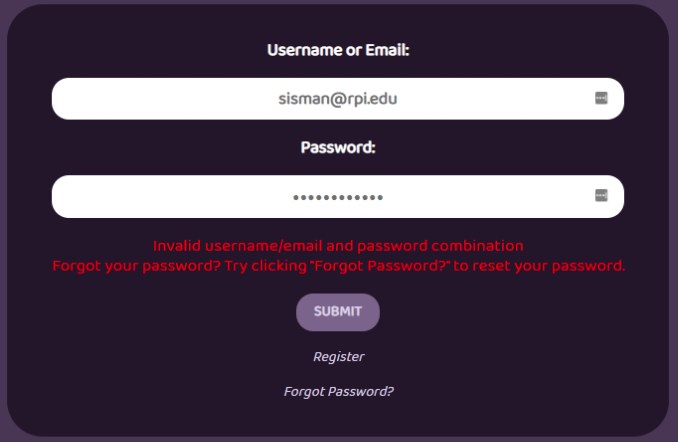 Username or Email:
sisman@rpi.edu
Password:
••••••••••••
Invalid username/email and password combination
Forgot your password? Try clicking "Forgot Password?" to reset your password.
SUBMIT
Register
Forgot Password?